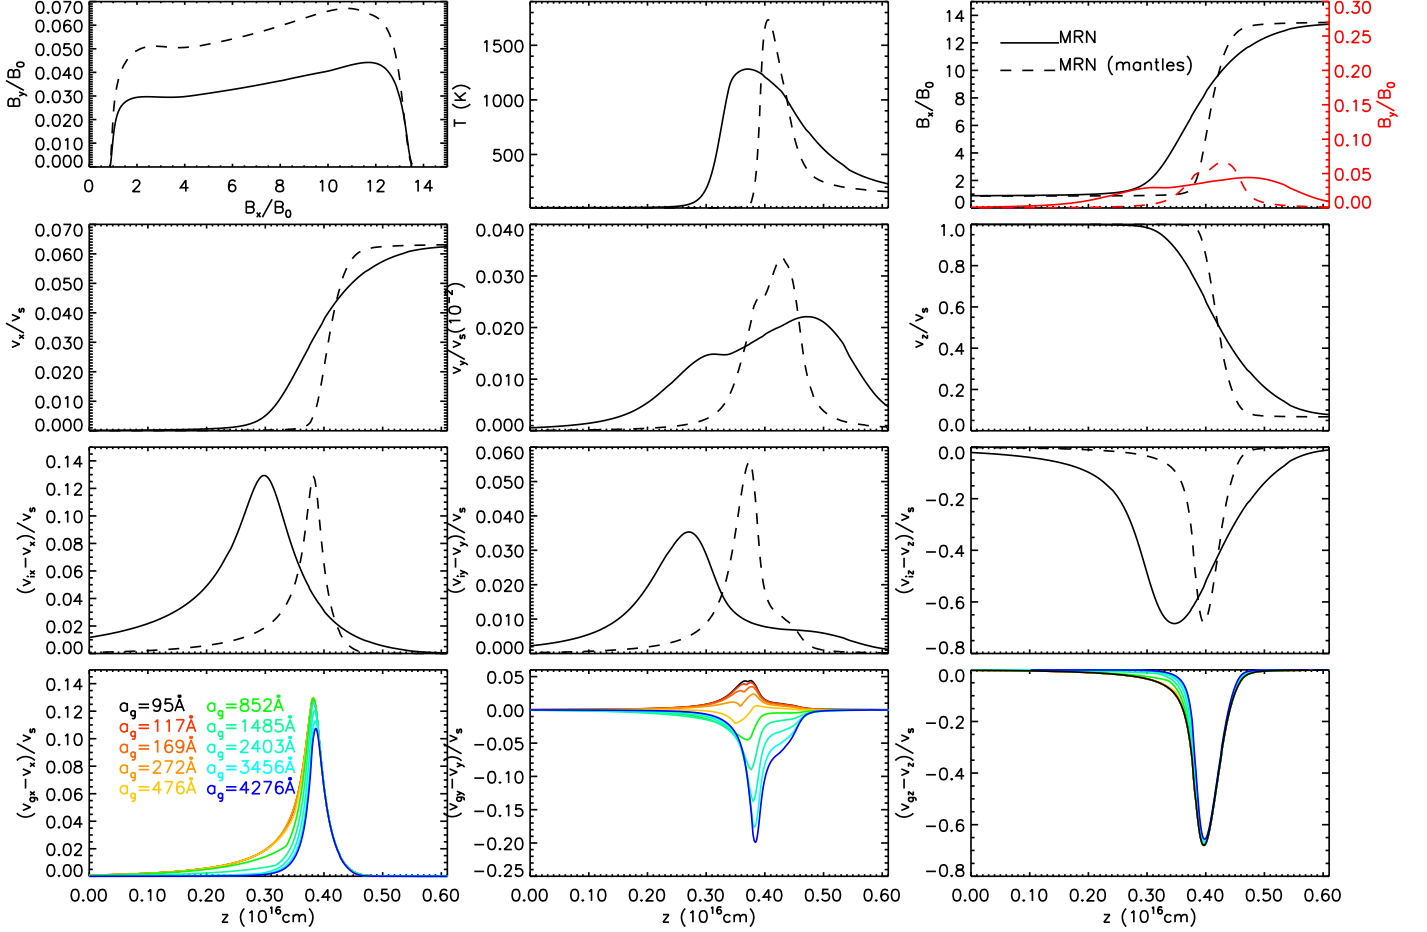 0.070
0.060
0.050
0.040
0.030
0.020
0.010
0.000
B_y/B_0
0 2 4 6 8 10 12 14
B_x/B_0
1500
1000
500
T (K)
14
12
10
8
6
4
2
0
B_x/B_0
MRN
MRN (mantles)
0.30
0.25
0.20
0.15
0.10
0.05
0.00
B_y/B_0
0.070
0.060
0.050
0.040
0.030
0.020
0.010
0.000
v_x/v_s
0.040
0.030
0.020
0.010
0.000
v_y/v_s(10^-2)
1.0
0.8
0.6
0.4
0.2
0.0
v_z/v_s
0.14
0.12
0.10
0.08
0.06
0.04
0.02
0.00
(v_ix−v_x)/v_s
0.060
0.050
0.040
0.030
0.020
0.010
0.000
(v_iy−v_y)/v_s
0.0
−0.2
−0.4
−0.6
−0.8
(v_iz−v_z)/v_s
0.14
0.12
0.10
0.08
0.06
0.04
0.02
0.00
(v_gx−v_x)/v_s
a_g=95Å
a_g=117Å
a_g=169Å
a_g=272Å
a_g=476Å
a_g=852Å
a_g=1485Å
a_g=2403Å
a_g=3456Å
a_g=4276Å
0.00 0.10 0.20 0.30 0.40 0.50 0.60
z (10^16cm)
0.05
0.00
−0.05
−0.10
−0.15
−0.20
−0.25
(v_gy−v_y)/v_s
0.00 0.10 0.20 0.30 0.40 0.50 0.60
z (10^16cm)
0.0
−0.2
−0.4
−0.6
−0.8
(v_gz−v_z)/v_s
0.00 0.10 0.20 0.30 0.40 0.50 0.60
z (10^16cm)